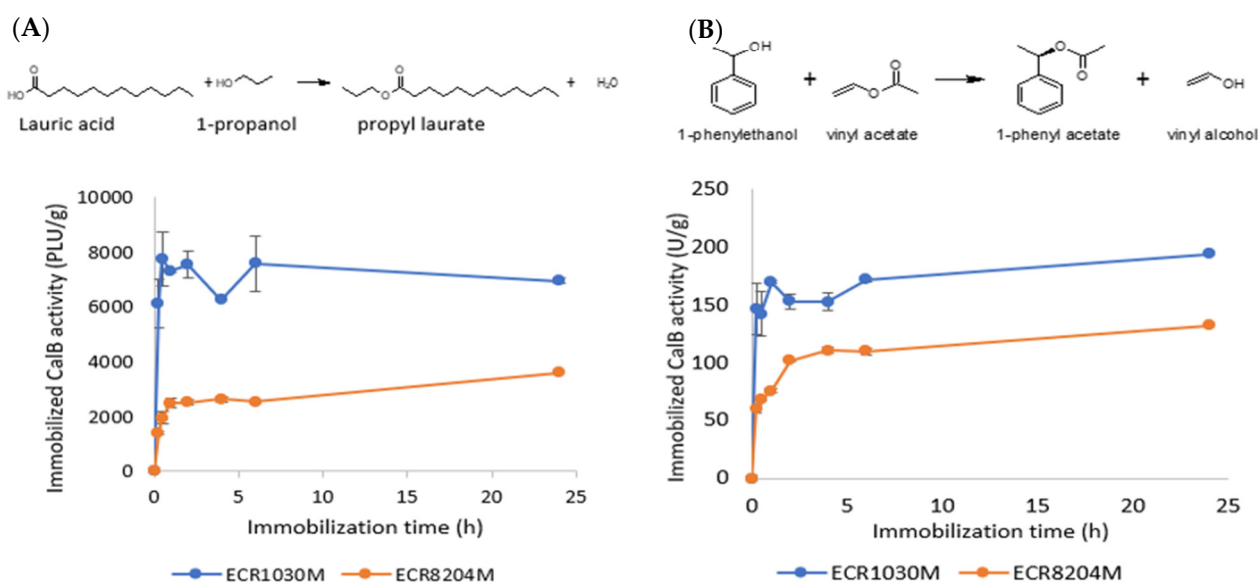 (A)
O
HO
+
HO
O
O
+
H₂O
Lauric acid
1-propanol
propyl laurate
Immobilized CalB activity (PLU/g)
10000
8000
6000
4000
2000
0
0 5 10 15 20 25
Immobilization time (h)
ECR1030M ECR8204M
(B)
OH
+
O
O
O
O
+
OH
1-phenylethanol
vinyl acetate
1-phenyl acetate
vinyl alcohol
Immobilized CalB activity (U/g)
250
200
150
100
50
0
0 5 10 15 20 25
Immobilization time (h)
ECR1030M ECR8204M